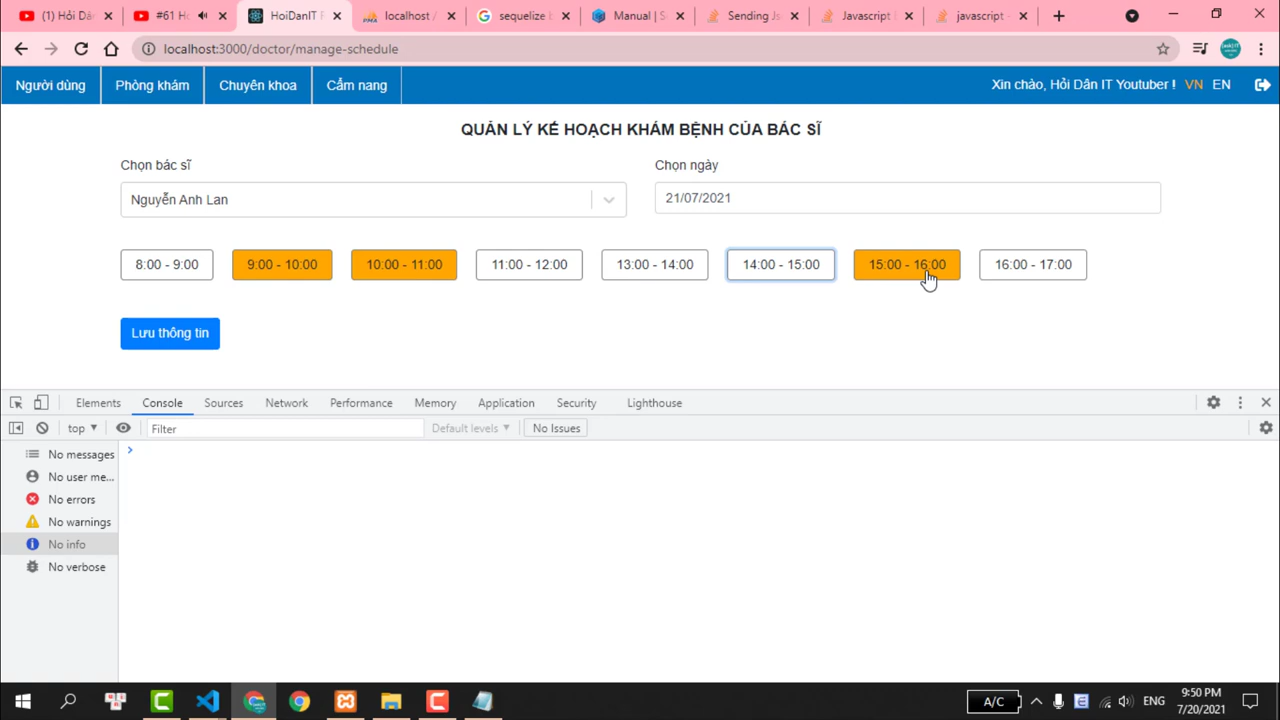 (1) Hỏi Dâ
#61 H
HoiDanIT F
localhost /
sequelize b
Manual | S
Sending Js
Javascript
javascript -
localhost:3000/doctor/manage-schedule
Người dùng
Phòng khám
Chuyên khoa
Cẩm nang
Xin chào, Hỏi Dân IT Youtuber ! VN EN
QUẢN LÝ KẾ HOẠCH KHÁM BỆNH CỦA BÁC SĨ
Chọn bác sĩ
Chọn ngày
Nguyễn Anh Lan
21/07/2021
8:00 - 9:00
9:00 - 10:00
10:00 - 11:00
11:00 - 12:00
13:00 - 14:00
14:00 - 15:00
15:00 - 16:00
16:00 - 17:00
Lưu thông tin
Elements
Console
Sources
Network
Performance
Memory
Application
Security
Lighthouse
top
Filter
Default levels
No Issues
No messages
No user me...
No errors
No warnings
No info
No verbose
A/C
ENG
9:50 PM
7/20/2021